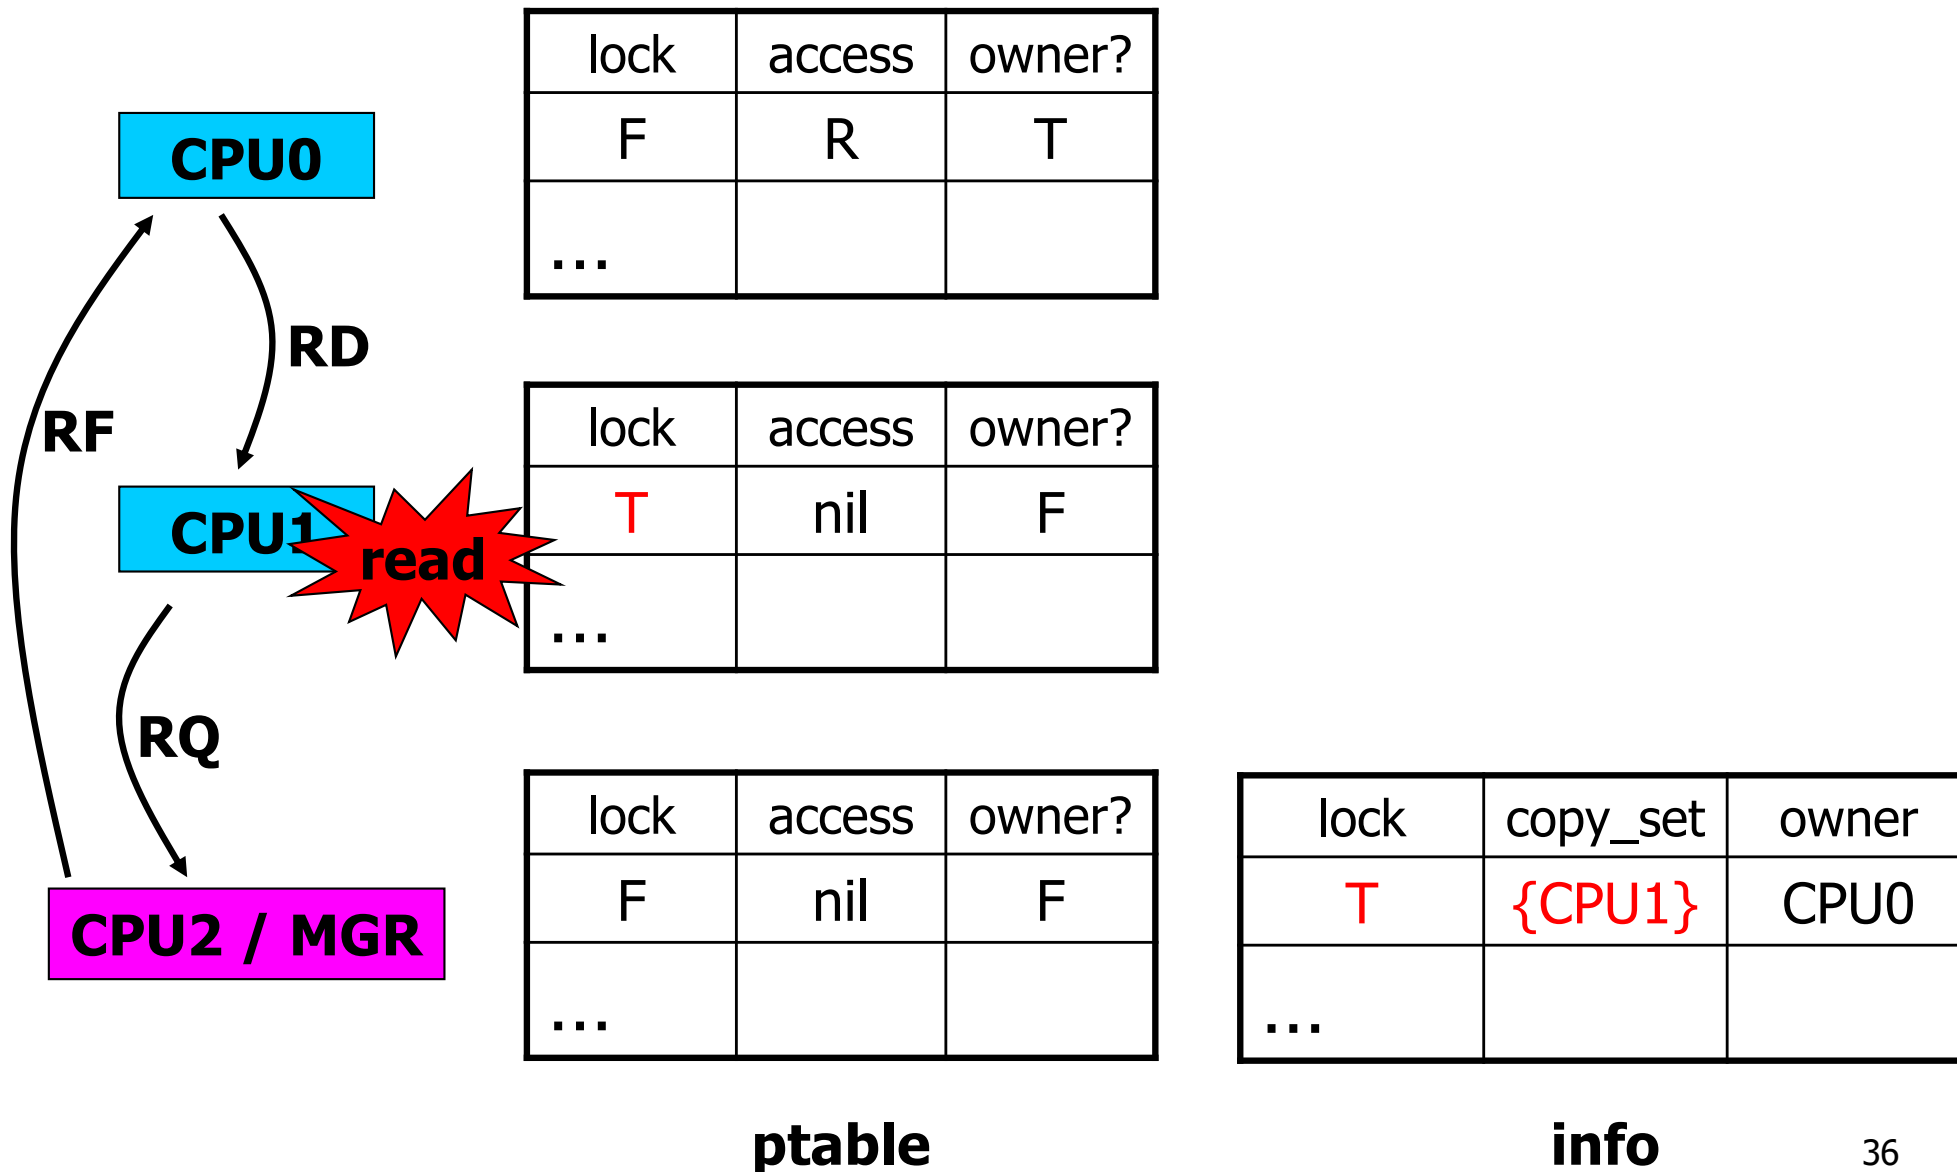 lock access owner?
F R T
...
CPU0
RD
RF
lock access owner?
T nil F
...
CPU1
read
RQ
lock access owner?
F nil F
...
CPU2 / MGR
lock copy_set owner
T {CPU1} CPU0
...
ptable
info
36